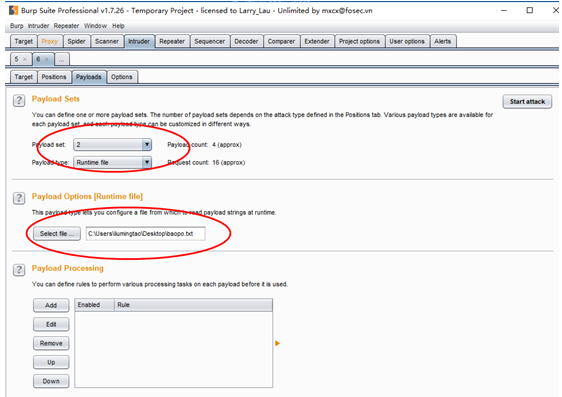 Burp Suite Professional v1.7.26 - Temporary Project - licensed to Larry_Lau - Unlimited by mxcx@fosec.vn
Burp Intruder Repeater Window Help
Target Proxy Spider Scanner Intruder Repeater Sequencer Decoder Comparer Extender Project options User options Alerts
5 × 6 × ...
Target Positions Payloads Options
? Payload Sets
Start attack
You can define one or more payload sets. The number of payload sets depends on the attack type defined in the Positions tab. Various payload types are available for
each payload set, and each payload type can be customized in different ways.
Payload set: 2 Payload count: 4 (approx)
Payload type: Runtime file Request count: 16 (approx)
? Payload Options [Runtime file]
This payload type lets you configure a file from which to read payload strings at runtime.
Select file ... C:\Users\liumingtao\Desktop\baopo.txt
? Payload Processing
You can define rules to perform various processing tasks on each payload before it is used.
Add Enabled Rule
Edit
Remove
Up
Down